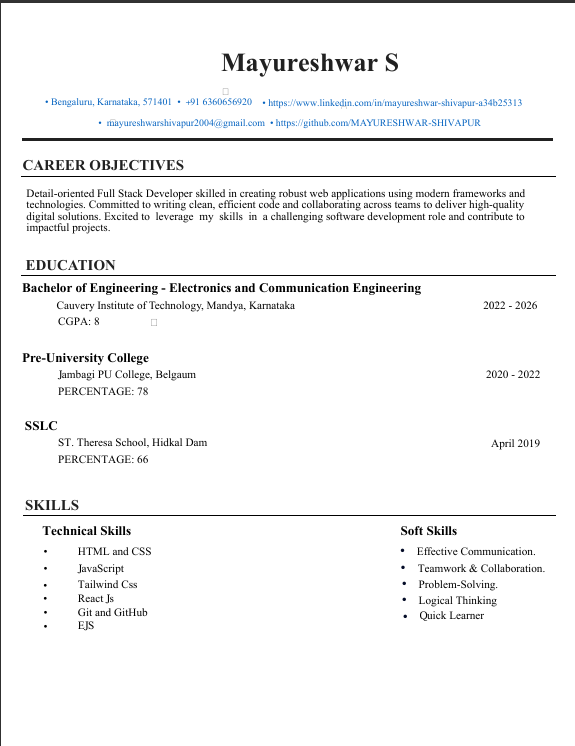 Mayureshwar S
• Bengaluru, Karnataka, 571401 • +91 6360656920 • https://www.linkedin.com/in/mayureshwar-shivapur-a34b25313
• mayureshwarshivapur2004@gmail.com • https://github.com/MAYURESHWAR-SHIVAPUR
CAREER OBJECTIVES
Detail-oriented Full Stack Developer skilled in creating robust web applications using modern frameworks and
technologies. Committed to writing clean, efficient code and collaborating across teams to deliver high-quality
digital solutions. Excited to leverage my skills in a challenging software development role and contribute to
impactful projects.
EDUCATION
Bachelor of Engineering - Electronics and Communication Engineering
Cauvery Institute of Technology, Mandya, Karnataka 2022 - 2026
CGPA: 8
Pre-University College
Jambagi PU College, Belgaum 2020 - 2022
PERCENTAGE: 78
SSLC
ST. Theresa School, Hidkal Dam April 2019
PERCENTAGE: 66
SKILLS
Technical Skills
• HTML and CSS
• JavaScript
• Tailwind Css
• React Js
• Git and GitHub
• EJS
Soft Skills
• Effective Communication.
• Teamwork & Collaboration.
• Problem-Solving.
• Logical Thinking
• Quick Learner